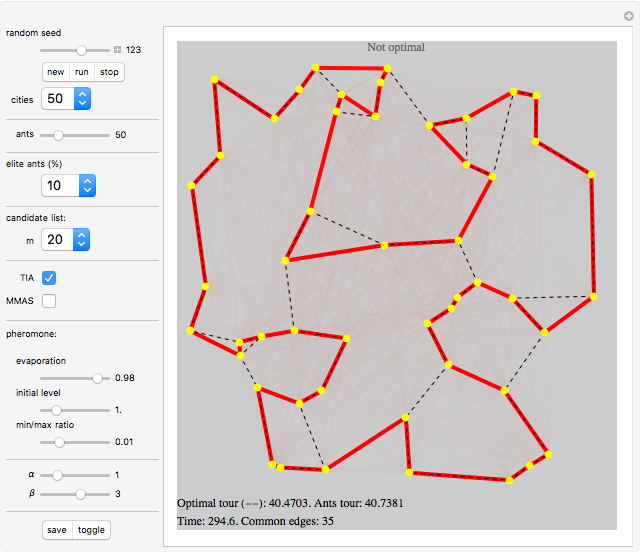 random seed
123
new run stop
cities 50
ants 50
elite ants (%)
10
candidate list:
m 20
TIA
MMAS
pheromone:
evaporation
0.98
initial level
1.
min/max ratio
0.01
α 1
β 3
save toggle
Not optimal
Optimal tour (−−): 40.4703. Ants tour: 40.7381
Time: 294.6. Common edges: 35